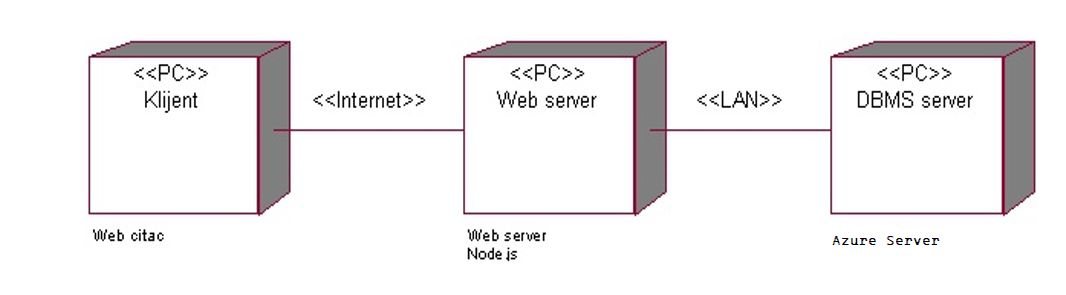 <<PC>>
Klijent
<<Internet>>
<<PC>>
Web server
<<LAN>>
<<PC>>
DBMS server
Web citac
Web server
Node.js
Azure Server